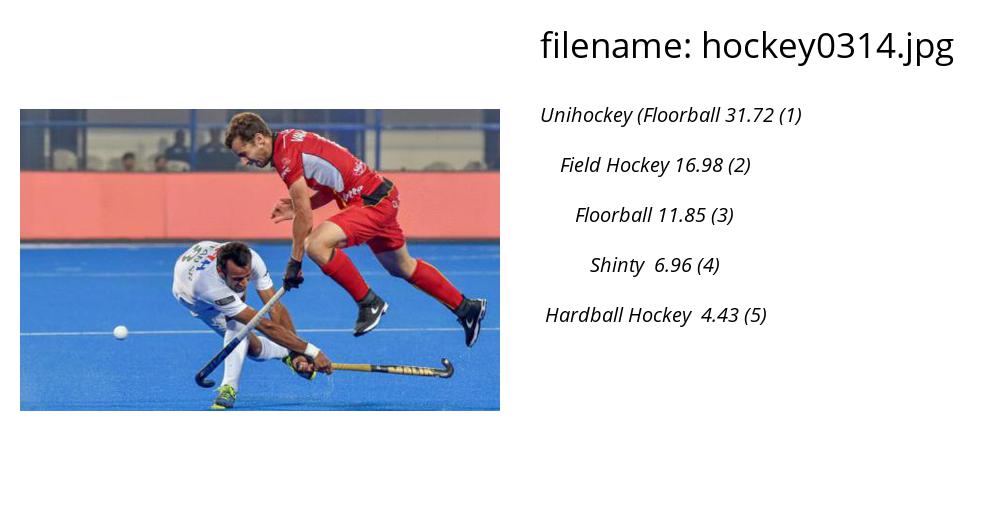 filename: hockey0314.jpg
Unihockey (Floorball 31.72 (1)
Field Hockey 16.98 (2)
Floorball 11.85 (3)
Shinty  6.96 (4)
Hardball Hockey  4.43 (5)